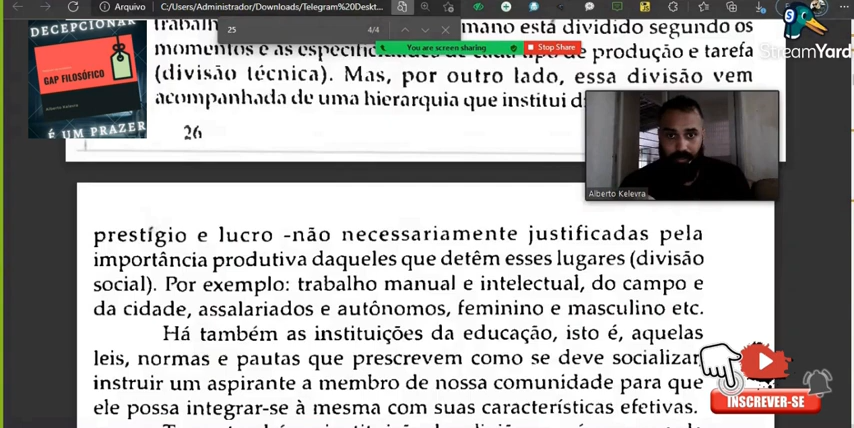 Arquivo
C:/Users/Administrador/Downloads/Telegram%20Desk...
25
4/4
You are screen sharing
Stop Share
StreamYard
DECEPCIONAR
GAP FILOSÓFICO
Alberto Kelevra
É UM PRAZER
mano está dividido segundo os
momentos e as
de produção e tarefa
(divisão técnica). Mas, por outro lado, essa divisão vem
acompanhada de uma hierarquia que institui
26
Alberto Kelevra
prestígio e lucro -não necessariamente justificadas pela
importância produtiva daqueles que detêm esses lugares (divisão
social). Por exemplo: trabalho manual e intelectual, do campo e
da cidade, assalariados e autônomos, feminino e masculino etc.
Há também as instituições da educação, isto é, aquelas
leis, normas e pautas que prescrevem como se deve socializar
instruir um aspirante a membro de nossa comunidade para que
ele possa integrar-se à mesma com suas características efetivas.
INSCREVER-SE